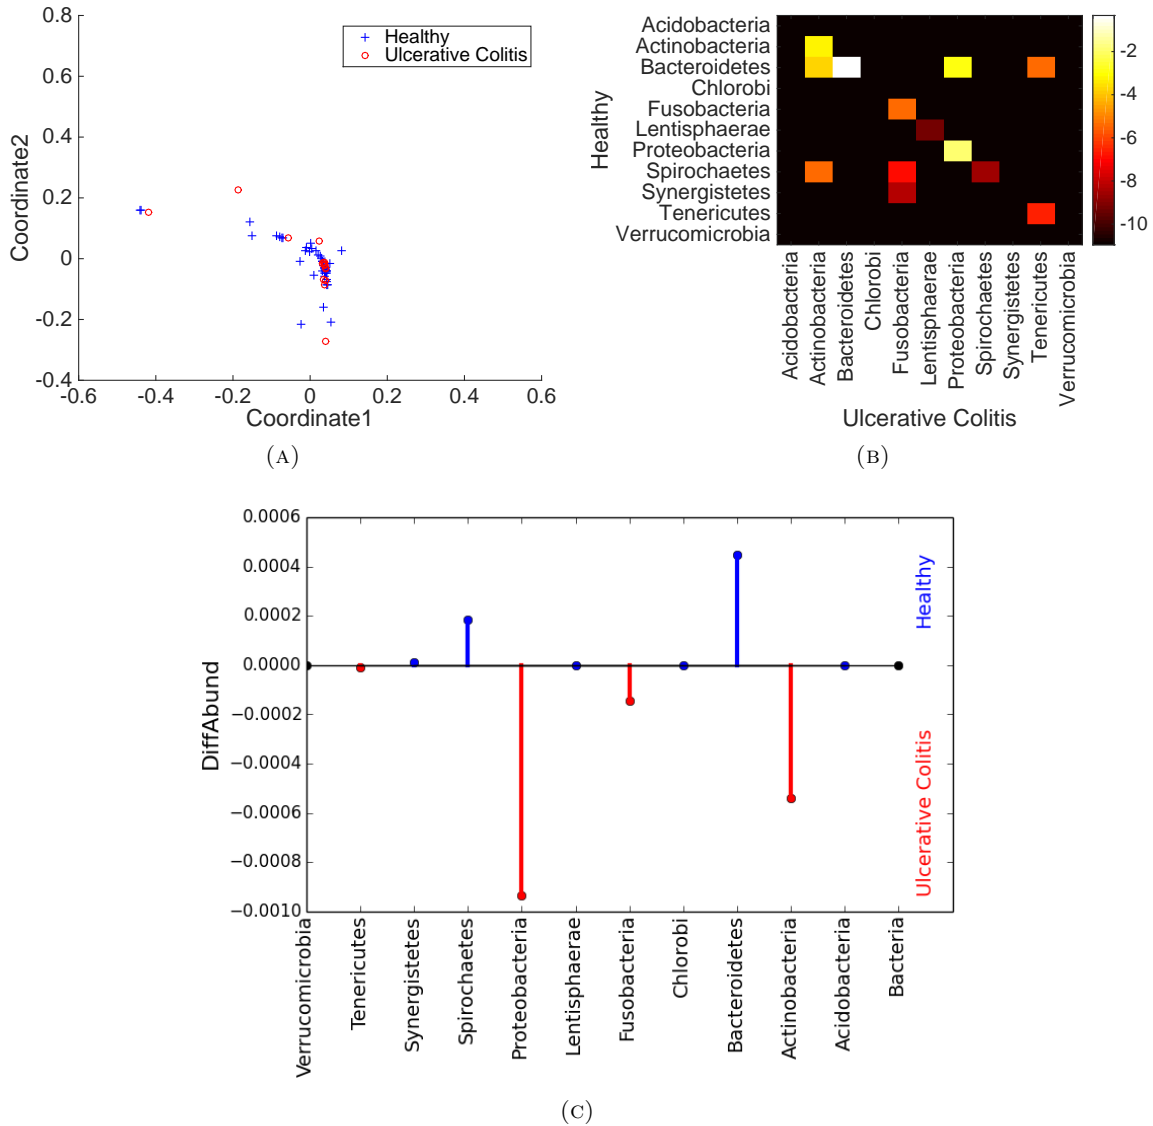 0.8
0.6
0.4
0.2
0
-0.2
-0.4
Coordinate2
-0.6
-0.4
-0.2
0
0.2
0.4
0.6
Coordinate1
Healthy
Ulcerative Colitis
(A)
Healthy
Acidobacteria
Actinobacteria
Bacteroidetes
Chlorobi
Fusobacteria
Lentisphaerae
Proteobacteria
Spirochaetes
Synergistetes
Tenericutes
Verrucomicrobia
-2
-4
-6
-8
-10
Acidobacteria
Actinobacteria
Bacteroidetes
Chlorobi
Fusobacteria
Lentisphaerae
Proteobacteria
Spirochaetes
Synergistetes
Tenericutes
Verrucomicrobia
Ulcerative Colitis
(B)
DiffAbund
0.0006
0.0004
0.0002
0.0000
−0.0002
−0.0004
−0.0006
−0.0008
−0.0010
Healthy
Ulcerative Colitis
Verrucomicrobia
Tenericutes
Synergistetes
Spirochaetes
Proteobacteria
Lentisphaerae
Fusobacteria
Chlorobi
Bacteroidetes
Actinobacteria
Acidobacteria
Bacteria
(C)